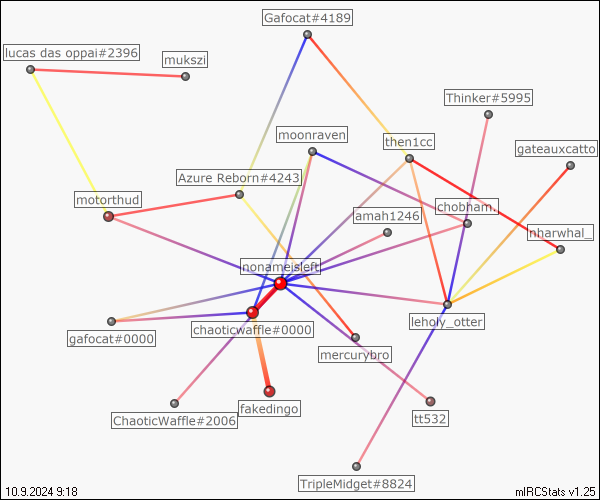 Gafocat#4189
lucas das oppai#2396
mukszi
Thinker#5995
moonraven
then1cc
gateauxcatto
Azure Reborn#4243
motorthud
chobham.
amah1246
nharwhal_
nonameisleft
leholy_otter
chaoticwaffle#0000
gafocat#0000
mercurybro
fakedingo
ChaoticWaffle#2006
tt532
TripleMidget#8824
10.9.2024 9:18
mIRCStats v1.25